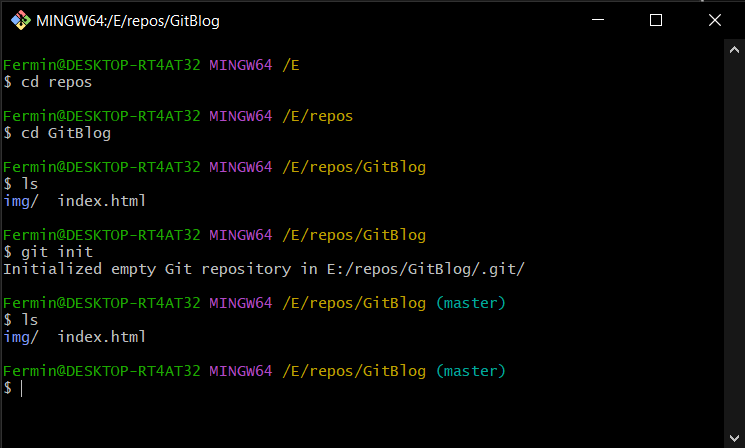 MINGW64:/E/repos/GitBlog
Fermin@DESKTOP-RT4AT32 MINGW64 /E
$ cd repos
Fermin@DESKTOP-RT4AT32 MINGW64 /E/repos
$ cd GitBlog
Fermin@DESKTOP-RT4AT32 MINGW64 /E/repos/GitBlog
$ ls
img/  index.html
Fermin@DESKTOP-RT4AT32 MINGW64 /E/repos/GitBlog
$ git init
Initialized empty Git repository in E:/repos/GitBlog/.git/
Fermin@DESKTOP-RT4AT32 MINGW64 /E/repos/GitBlog (master)
$ ls
img/  index.html
Fermin@DESKTOP-RT4AT32 MINGW64 /E/repos/GitBlog (master)
$